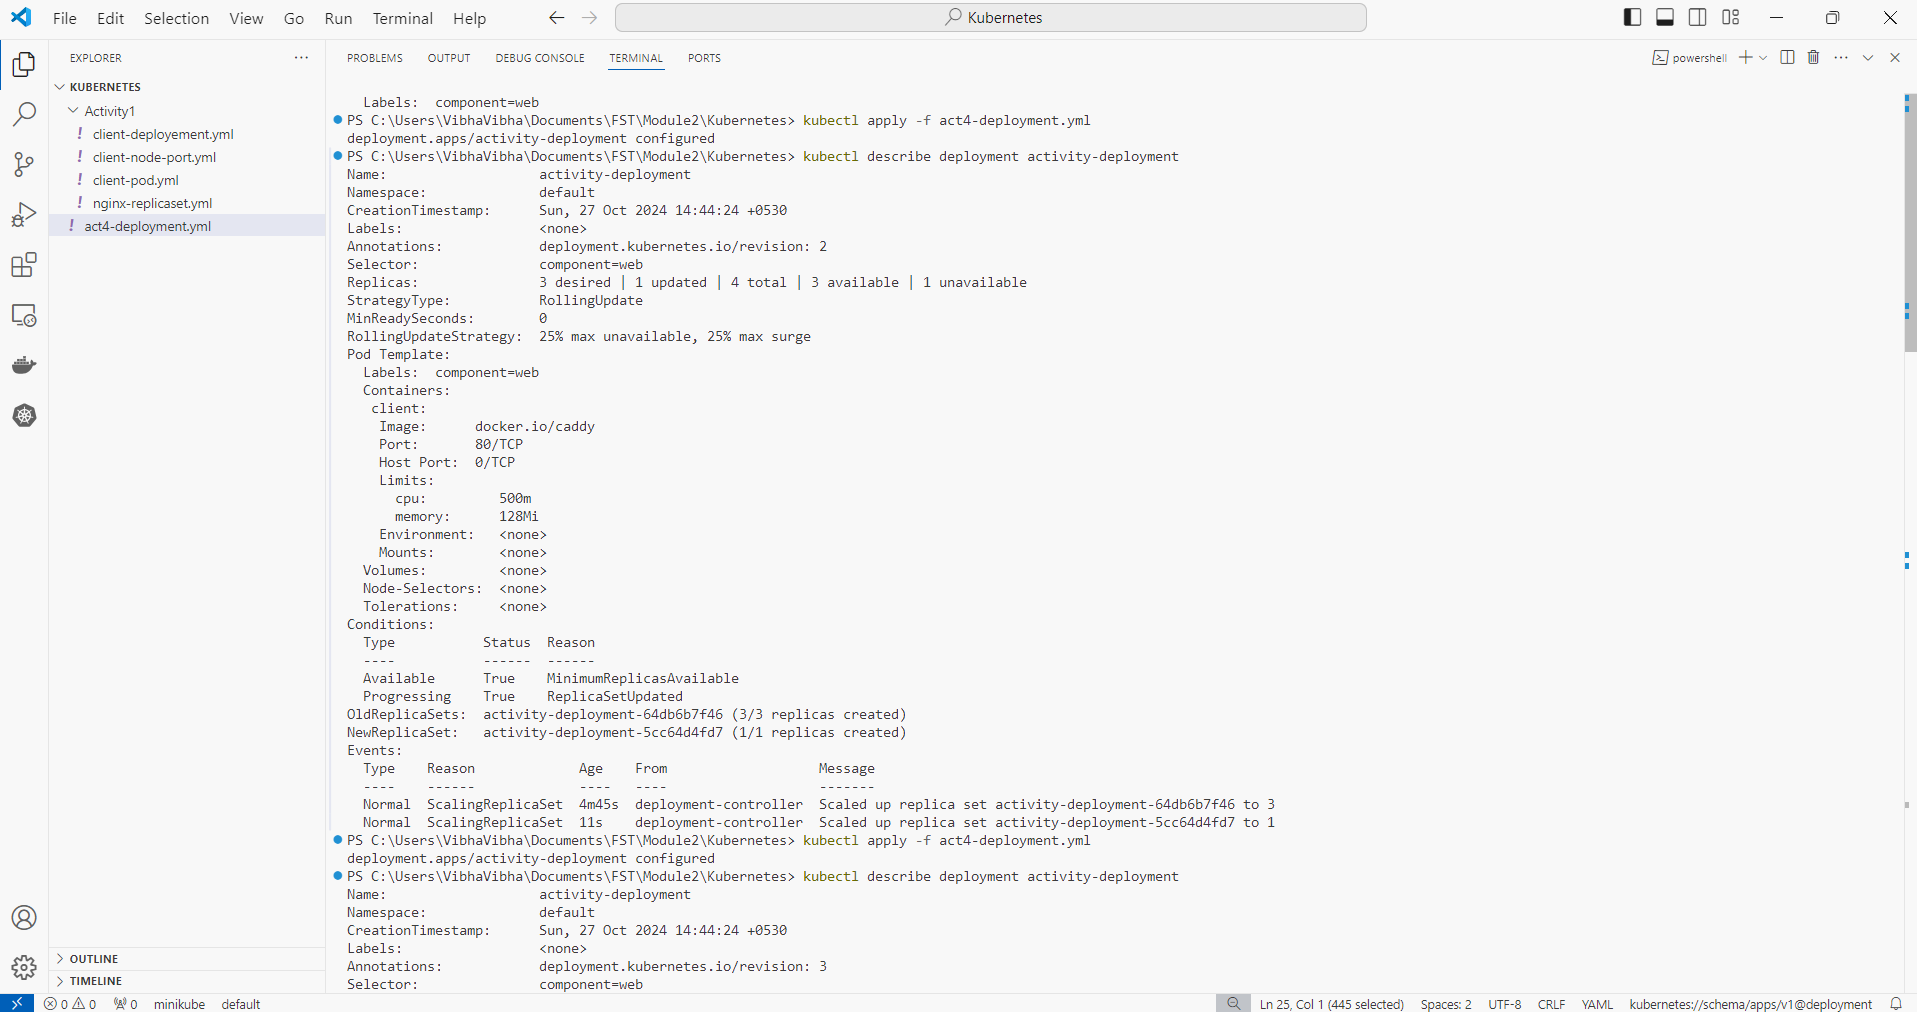 File Edit Selection View Go Run Terminal Help
Kubernetes
EXPLORER
KUBERNETES
Activity1
client-deployement.yml
client-node-port.yml
client-pod.yml
nginx-replicaset.yml
act4-deployment.yml
OUTLINE
TIMELINE
PROBLEMS OUTPUT DEBUG CONSOLE TERMINAL PORTS
powershell
Labels: component=web
PS C:\Users\VibhaVibha\Documents\FST\Module2\Kubernetes> kubectl apply -f act4-deployment.yml
deployment.apps/activity-deployment configured
PS C:\Users\VibhaVibha\Documents\FST\Module2\Kubernetes> kubectl describe deployment activity-deployment
Name: activity-deployment
Namespace: default
CreationTimestamp: Sun, 27 Oct 2024 14:44:24 +0530
Labels: <none>
Annotations: deployment.kubernetes.io/revision: 2
Selector: component=web
Replicas: 3 desired | 1 updated | 4 total | 3 available | 1 unavailable
StrategyType: RollingUpdate
MinReadySeconds: 0
RollingUpdateStrategy: 25% max unavailable, 25% max surge
Pod Template:
Labels: component=web
Containers:
client:
Image: docker.io/caddy
Port: 80/TCP
Host Port: 0/TCP
Limits:
cpu: 500m
memory: 128Mi
Environment: <none>
Mounts: <none>
Volumes: <none>
Node-Selectors: <none>
Tolerations: <none>
Conditions:
Type Status Reason
---- ------ ------
Available True MinimumReplicasAvailable
Progressing True ReplicaSetUpdated
OldReplicaSets: activity-deployment-64db6b7f46 (3/3 replicas created)
NewReplicaSet: activity-deployment-5cc64d4fd7 (1/1 replicas created)
Events:
Type Reason Age From Message
---- ------ ---- ---- -------
Normal ScalingReplicaSet 4m45s deployment-controller Scaled up replica set activity-deployment-64db6b7f46 to 3
Normal ScalingReplicaSet 11s deployment-controller Scaled up replica set activity-deployment-5cc64d4fd7 to 1
PS C:\Users\VibhaVibha\Documents\FST\Module2\Kubernetes> kubectl apply -f act4-deployment.yml
deployment.apps/activity-deployment configured
PS C:\Users\VibhaVibha\Documents\FST\Module2\Kubernetes> kubectl describe deployment activity-deployment
Name: activity-deployment
Namespace: default
CreationTimestamp: Sun, 27 Oct 2024 14:44:24 +0530
Labels: <none>
Annotations: deployment.kubernetes.io/revision: 3
Selector: component=web
0 0 0 minikube default Ln 25, Col 1 (445 selected) Spaces: 2 UTF-8 CRLF YAML kubernetes://schema/apps/v1@deployment